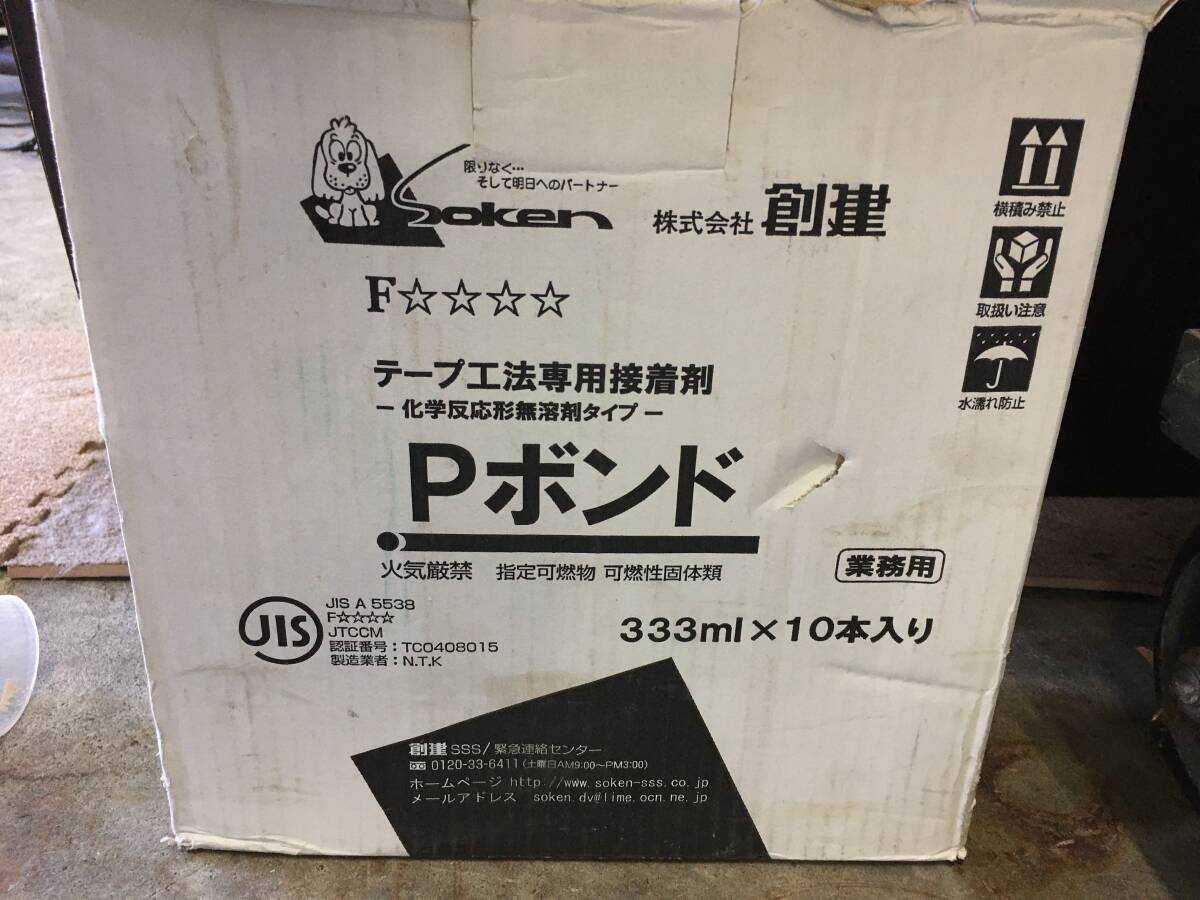 限りなく…
そして明日へのパートナー
Soken
株式会社 創建
横積み禁止
取扱い注意
水濡れ防止
F☆☆☆☆
テープ工法専用接着剤
－化学反応形無溶剤タイプ－
Pボンド
火気厳禁 指定可燃物 可燃性固体類
業務用
JIS
JIS A 5538
F☆☆☆☆
JTCCM
認証番号：TC0408015
製造業者：N.T.K
333ml×10本入り
創建 SSS/緊急連絡センター
0120-33-6411（土曜日AM9:00～PM3:00）
ホームページ http://www.soken-sss.co.jp
メールアドレス soken.dv@lime.ocn.ne.jp